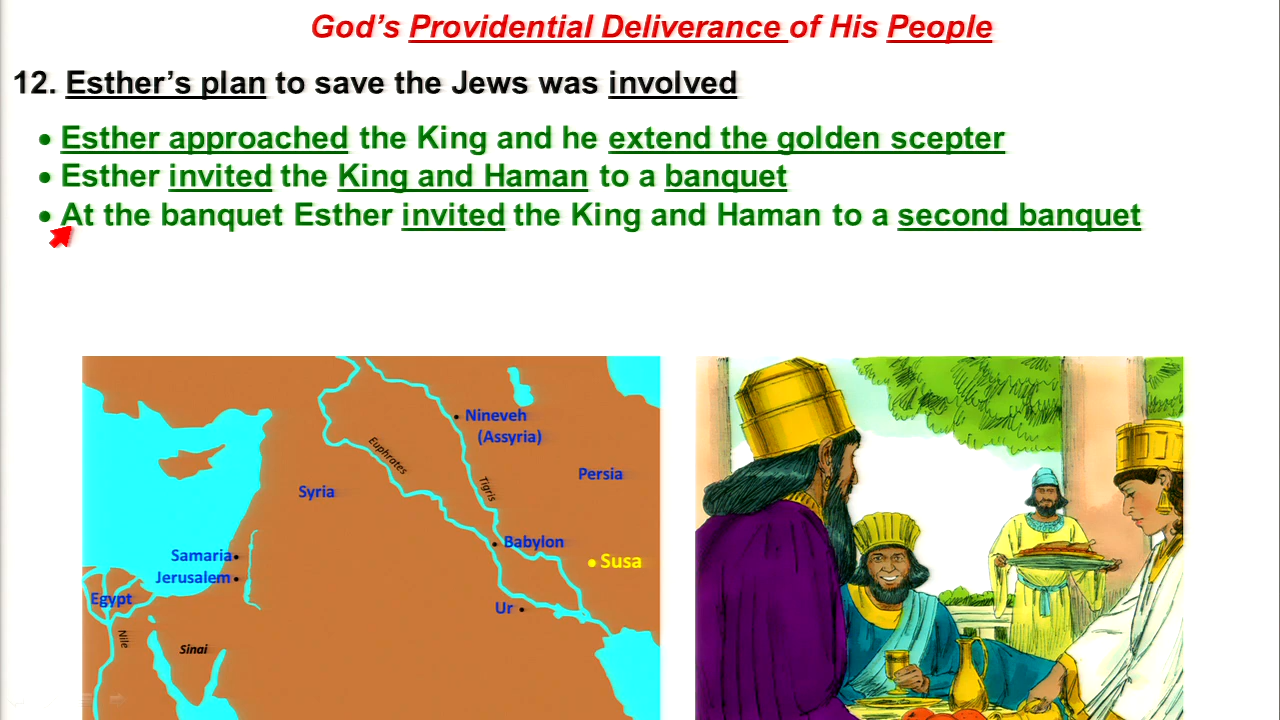 God’s Providential Deliverance of His People
12. Esther’s plan to save the Jews was involved
• Esther approached the King and he extend the golden scepter
• Esther invited the King and Haman to a banquet
• At the banquet Esther invited the King and Haman to a second banquet
Nineveh
(Assyria)
Euphrates
Persia
Tigris
Syria
Babylon
Samaria
Susa
Jerusalem
Egypt
Ur
Nile
Sinai